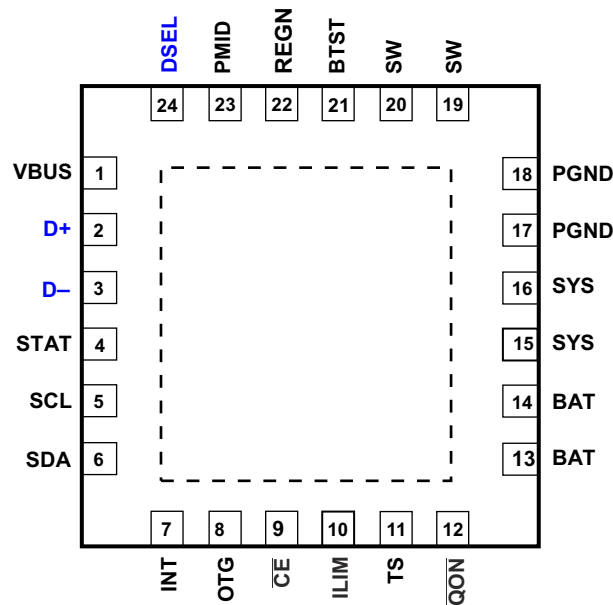 DSEL PMID REGN BTST SW SW
24 23 22 21 20 19
VBUS 1 18 PGND
D+ 2 17 PGND
D– 3 16 SYS
STAT 4 15 SYS
SCL 5 14 BAT
SDA 6 13 BAT
7 8 9 10 11 12
INT OTG CE ILIM TS QON